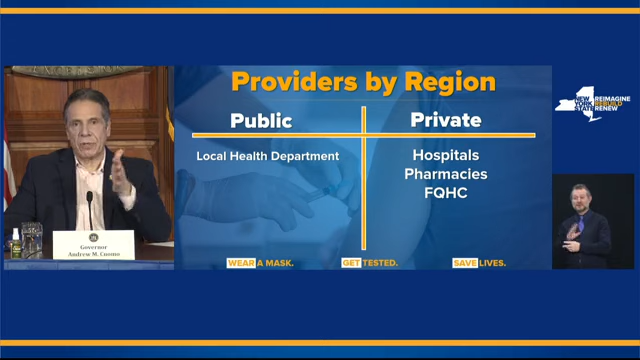 Providers by Region
Public
Private
Local Health Department
Hospitals
Pharmacies
FQHC
WEAR A MASK.
GET TESTED.
SAVE LIVES.
Governor
Andrew M. Cuomo
NEW YORK STATE
REIMAGINE
REBUILD
RENEW